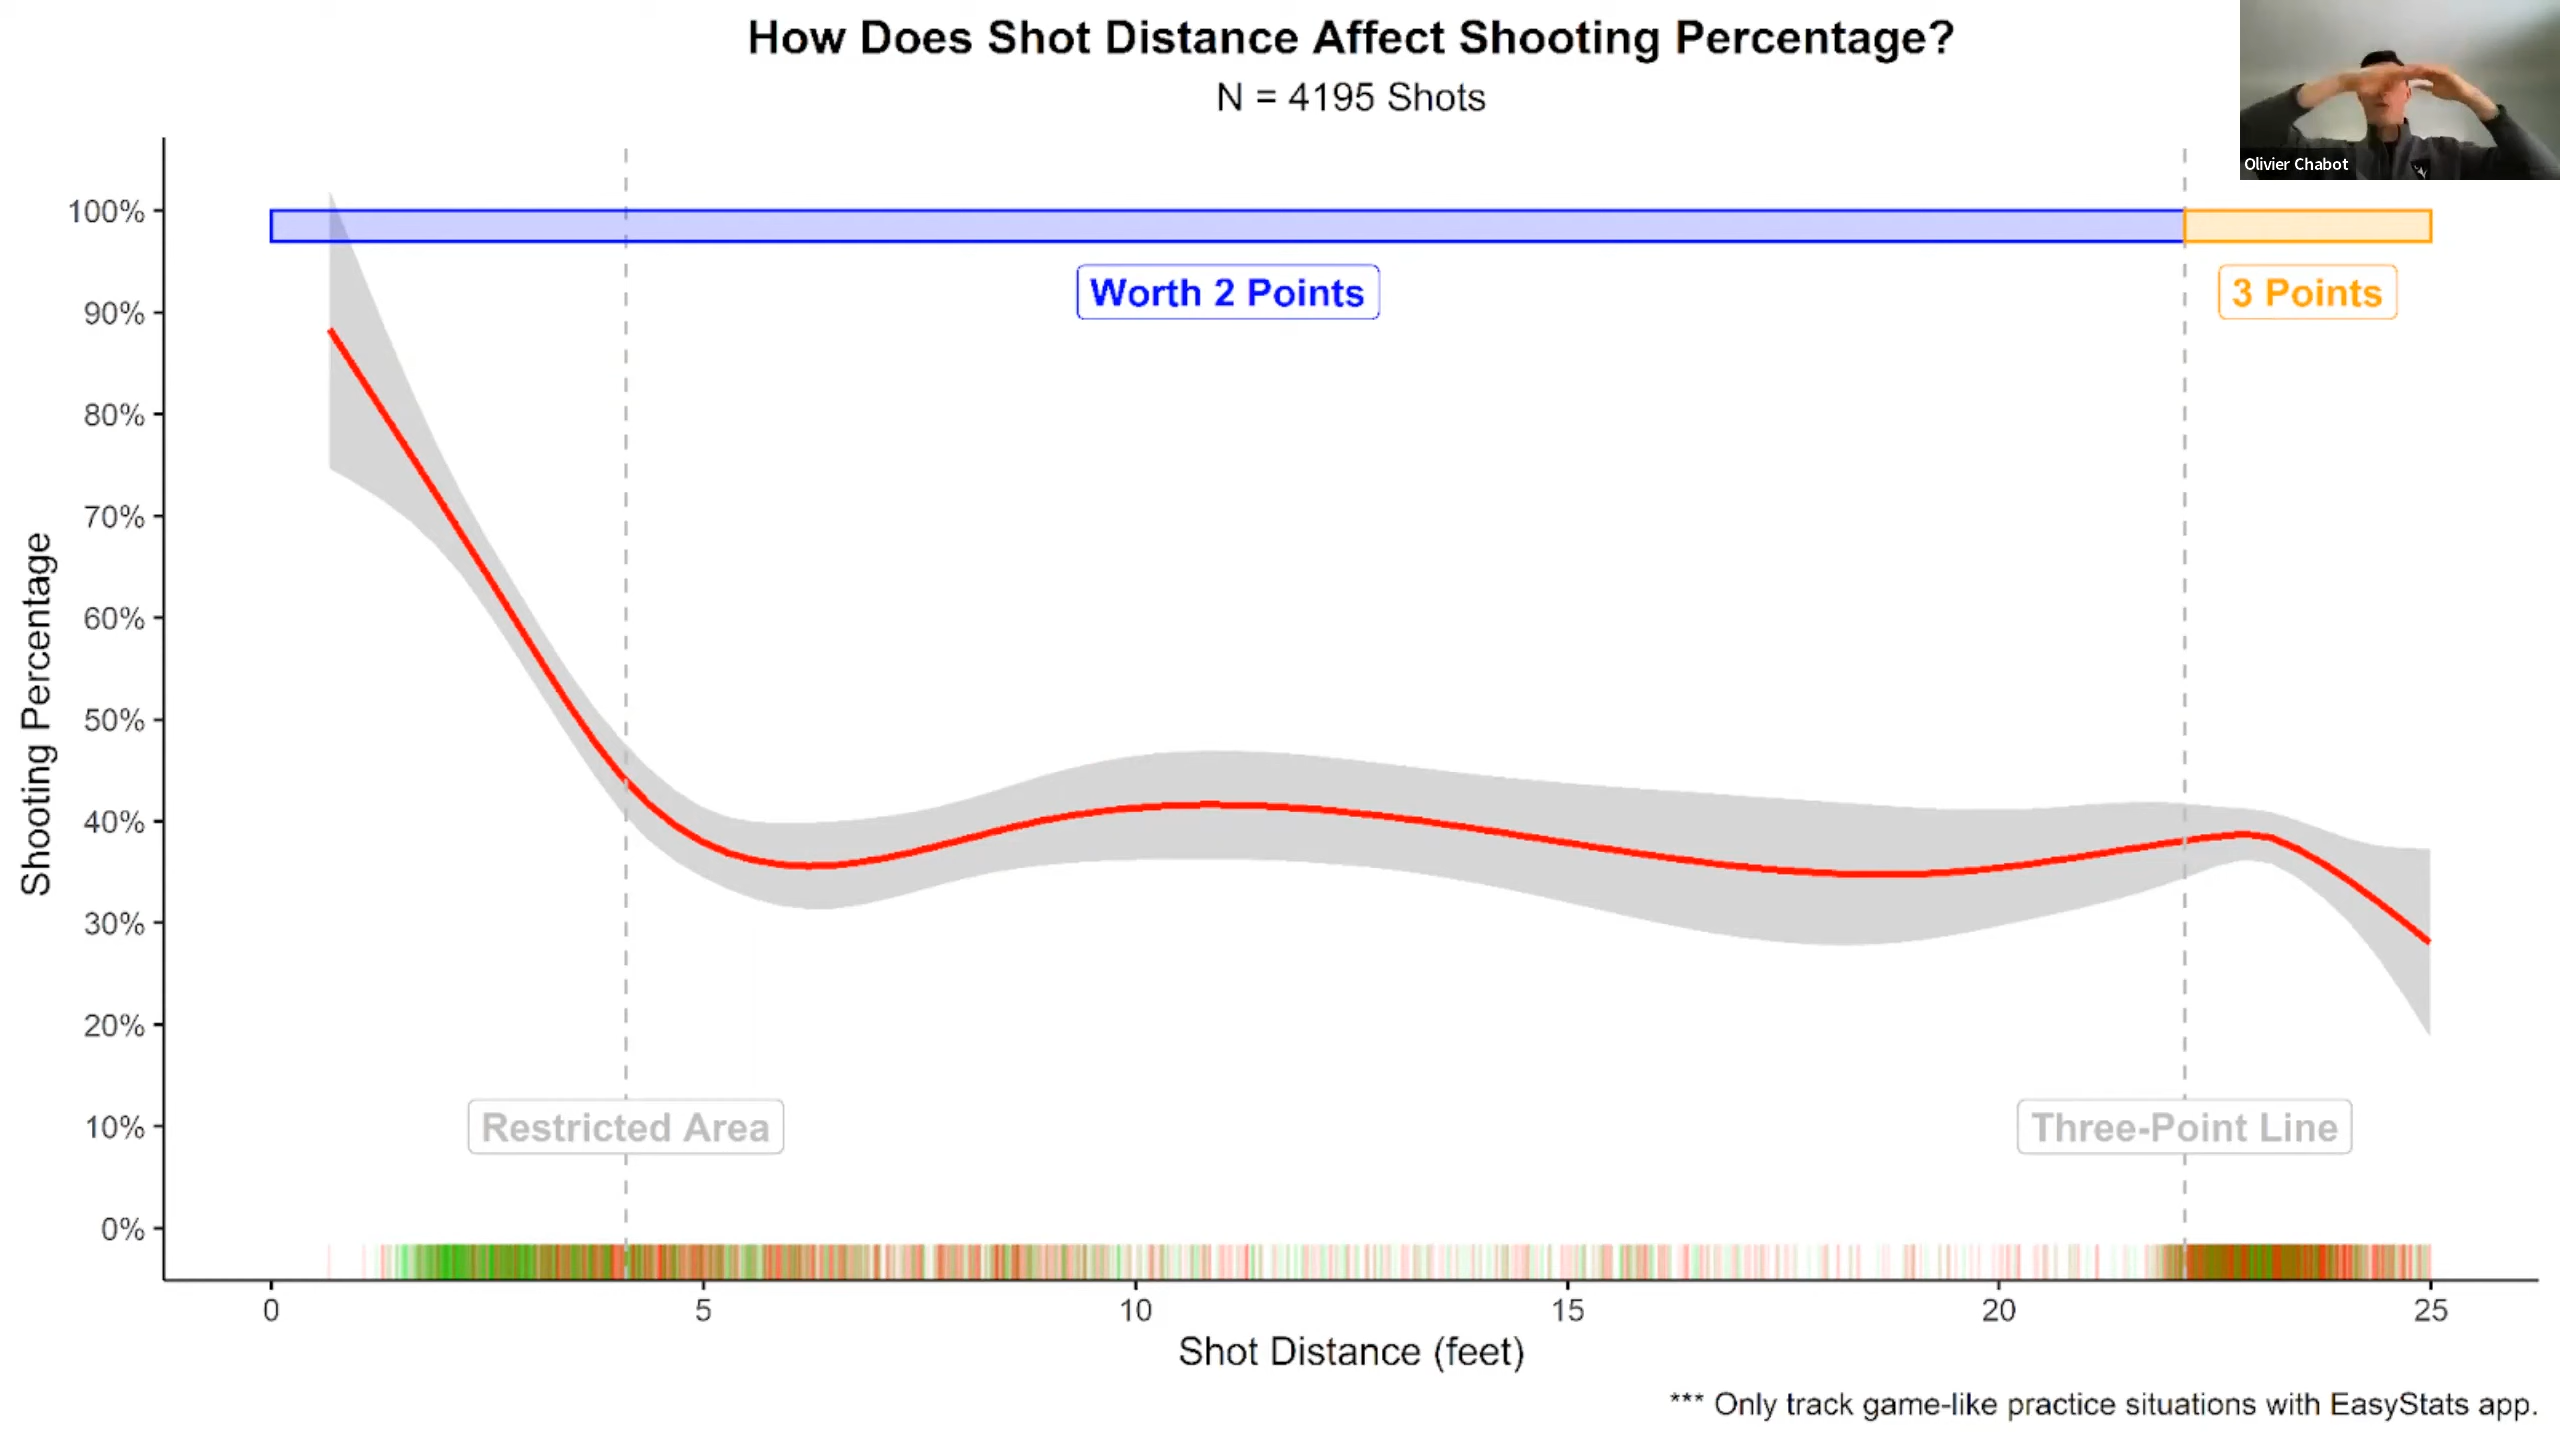 How Does Shot Distance Affect Shooting Percentage?
N = 4195 Shots
Olivier Chabot
100%
90%
80%
70%
60%
50%
40%
30%
20%
10%
0%
Shooting Percentage
Worth 2 Points
3 Points
Restricted Area
Three-Point Line
0
5
10
15
20
25
Shot Distance (feet)
*** Only track game-like practice situations with EasyStats app.